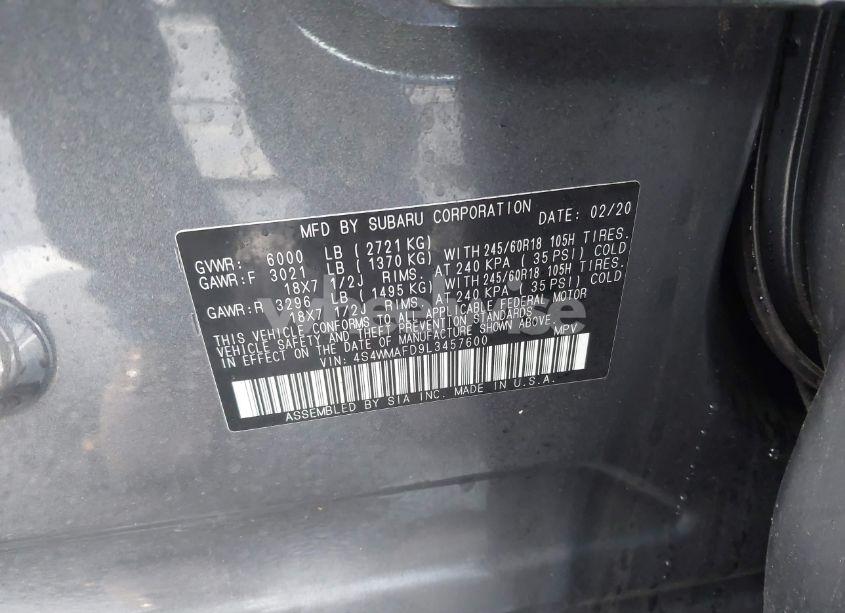 MFD BY SUBARU CORPORATION DATE: 02/20
GVWR: 6000 LB ( 2721 KG)
GAWR:F 3021 LB ( 1370 KG) WITH 245/60R18 105H TIRES.
18X7 1/2J RIMS. AT 240 KPA ( 35 PSI) COLD
GAWR:R 3296 LB ( 1495 KG) WITH 245/60R18 105H TIRES.
18X7 1/2J RIMS. AT 240 KPA ( 35 PSI) COLD
THIS VEHICLE CONFORMS TO ALL APPLICABLE FEDERAL MOTOR
VEHICLE SAFETY AND THEFT PREVENTION STANDARDS
IN EFFECT ON DATE OF MANUFACTURE SHOWN ABOVE.
VIN: 4S4WMAFD9L3457600 MPV
ASSEMBLED BY SIA INC. MADE IN U.S.A.